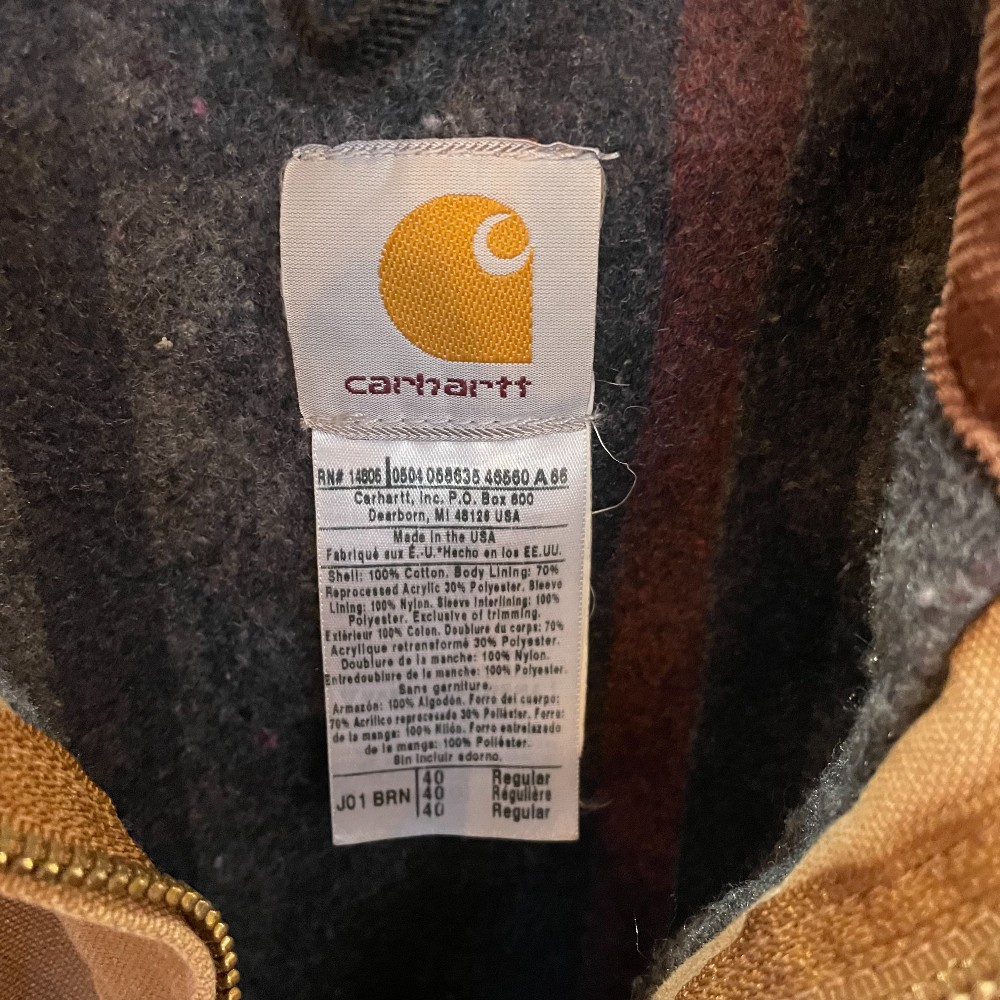 carhartt
RN# 14806 0504 056635 46560 A 66
Carhartt, Inc. P.O. Box 600
Dearborn, MI 48126 USA
Made in the USA
Fabriqué aux É.-U.*Hecho en los EE.UU.
Shell: 100% Cotton. Body Lining: 70%
Reprocessed Acrylic 30% Polyester. Sleeve
Lining: 100% Nylon. Sleeve Interlining: 100%
Polyester. Exclusive of trimming.
Extérieur 100% Coton. Doublure du corps: 70%
Acrylique retransformé 30% Polyester.
Doublure de la manche: 100% Nylon.
Entredoublure de la manche: 100% Polyester.
Sans garniture.
Armazón: 100% Algodón. Forro del cuerpo:
70% Acrílico reprocesado 30% Poliéster. Forro:
de la manga: 100% Nilón. Forro entrelazado
de la manga: 100% Poliéster.
Sin incluir adorno.
J01 BRN 40 Regular
40 Régulière
40 Regular